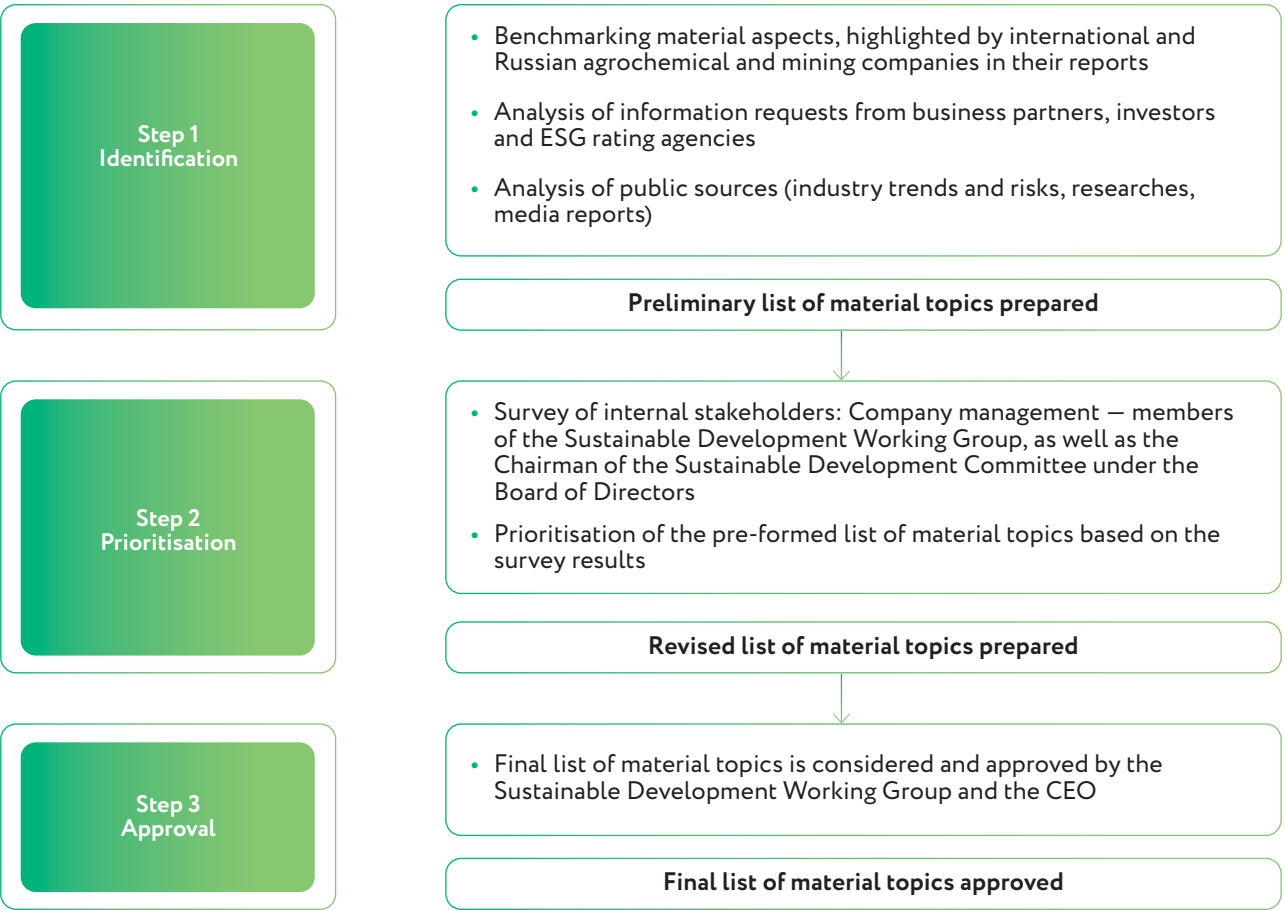 Step 1
Identification
• Benchmarking material aspects, highlighted by international and
Russian agrochemical and mining companies in their reports
• Analysis of information requests from business partners, investors
and ESG rating agencies
• Analysis of public sources (industry trends and risks, researches,
media reports)
Preliminary list of material topics prepared
Step 2
Prioritisation
• Survey of internal stakeholders: Company management — members
of the Sustainable Development Working Group, as well as the
Chairman of the Sustainable Development Committee under the
Board of Directors
• Prioritisation of the pre-formed list of material topics based on the
survey results
Revised list of material topics prepared
Step 3
Approval
• Final list of material topics is considered and approved by the
Sustainable Development Working Group and the CEO
Final list of material topics approved